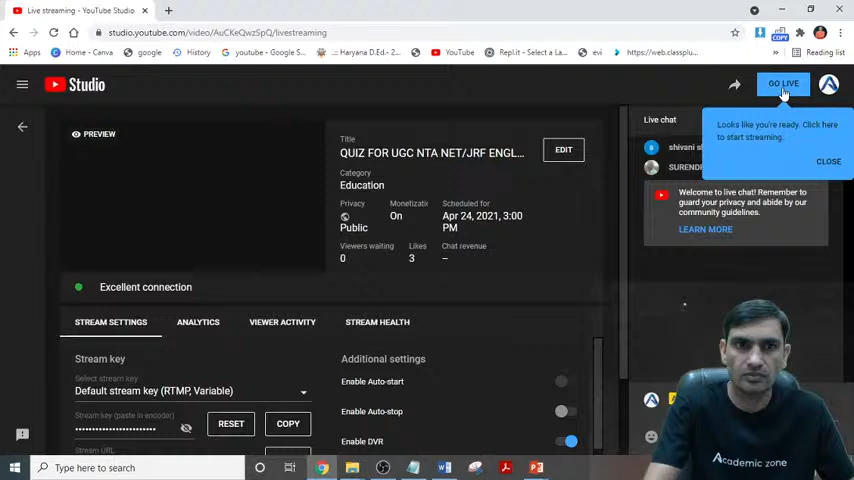 Live streaming - YouTube Studio
studio.youtube.com/video/AuCKeQwzSpQ/livestreaming
Apps
Home - Canva
google
History
youtube - Google S...
.:: Haryana D.Ed.- 2...
YouTube
Repl.it - Select a La...
evi
https://web.classplu...
Reading list
COPY
Studio
GO LIVE
Looks like you're ready. Click here
to start streaming.
CLOSE
PREVIEW
Title
QUIZ FOR UGC NTA NET/JRF ENGL...
EDIT
Category
Education
Privacy
Public
Monetizatic
On
Scheduled for
Apr 24, 2021, 3:00
PM
Viewers waiting
0
Likes
3
Chat revenue
–
Live chat
S
shivani s
SUREND
Welcome to live chat! Remember to
guard your privacy and abide by our
community guidelines.
LEARN MORE
Excellent connection
STREAM SETTINGS
ANALYTICS
VIEWER ACTIVITY
STREAM HEALTH
Stream key
Select stream key
Default stream key (RTMP, Variable)
Stream key (paste in encoder)
RESET
COPY
Stream URL
Additional settings
Enable Auto-start
Enable Auto-stop
Enable DVR
Academic zone
Type here to search